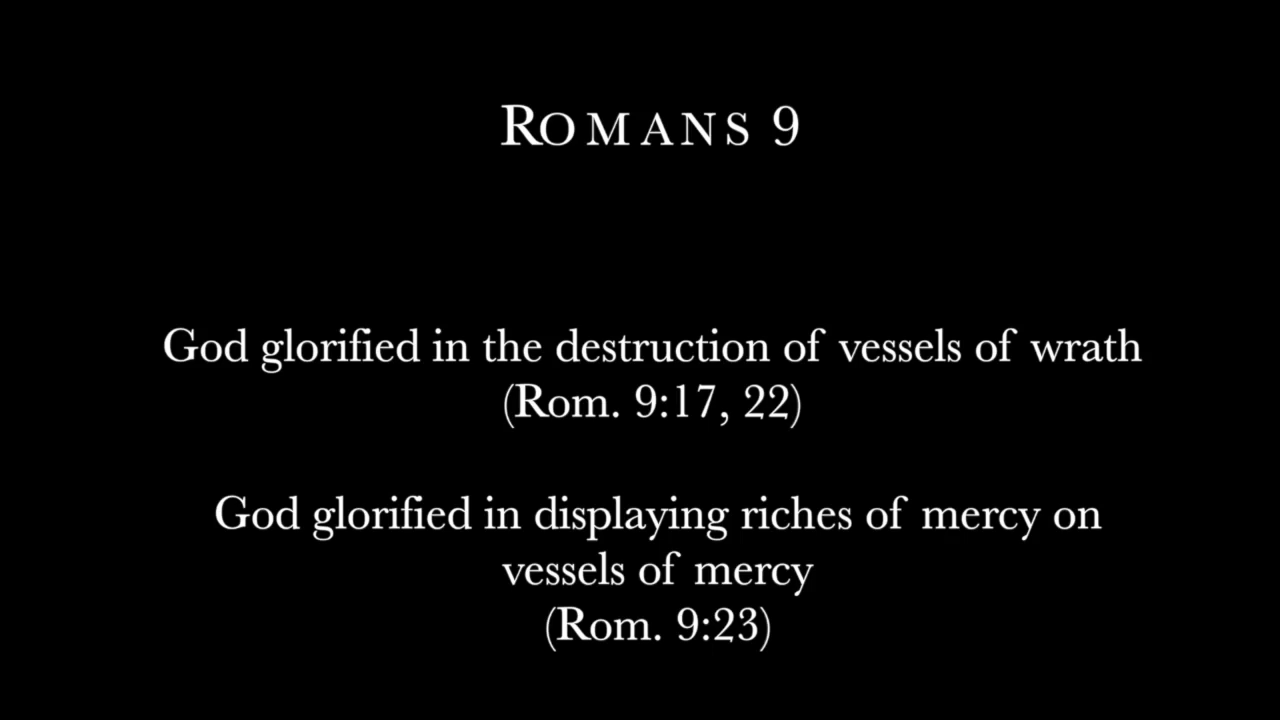 ROMANS 9
God glorified in the destruction of vessels of wrath
(Rom. 9:17, 22)
God glorified in displaying riches of mercy on
vessels of mercy
(Rom. 9:23)